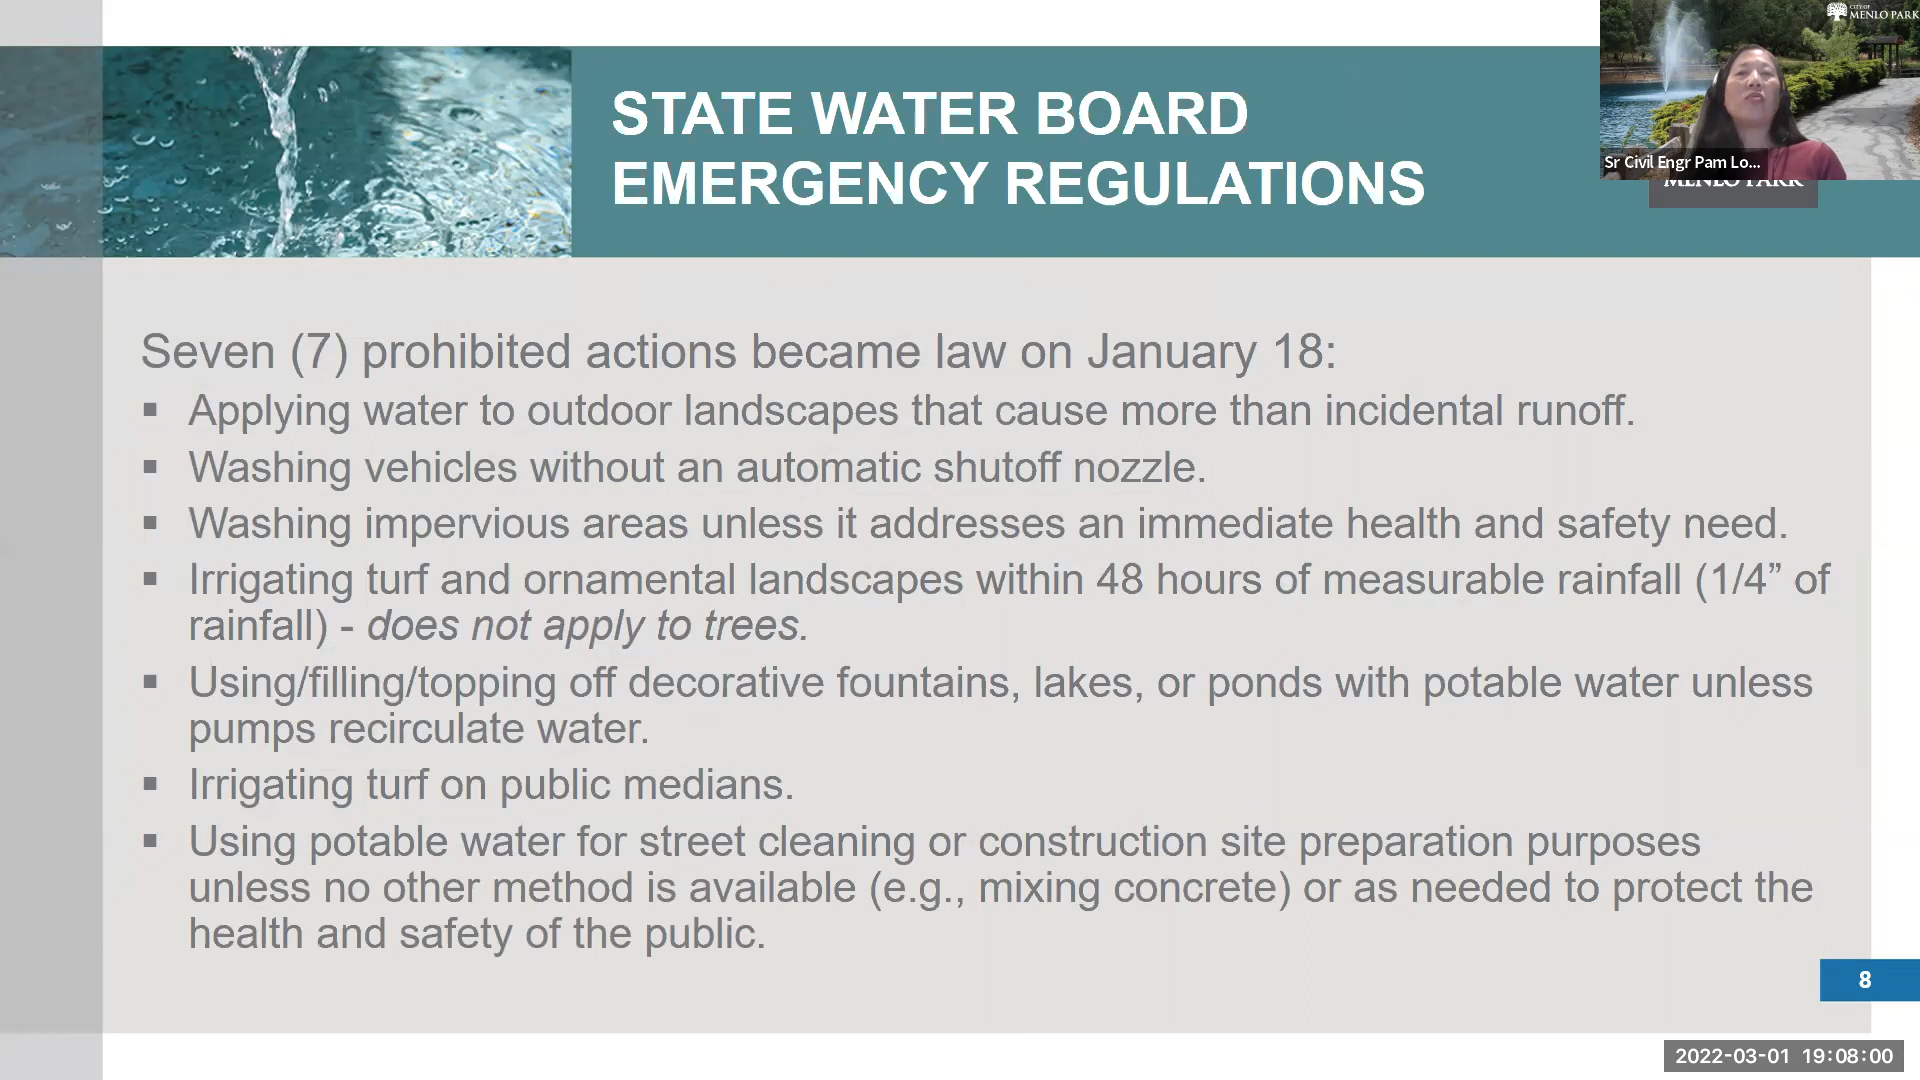 CITY OF
MENLO PARK
STATE WATER BOARD
EMERGENCY REGULATIONS
Sr Civil Engr Pam Lo...
MENLO PARK
Seven (7) prohibited actions became law on January 18:
▪ Applying water to outdoor landscapes that cause more than incidental runoff.
▪ Washing vehicles without an automatic shutoff nozzle.
▪ Washing impervious areas unless it addresses an immediate health and safety need.
▪ Irrigating turf and ornamental landscapes within 48 hours of measurable rainfall (1/4” of
rainfall) - does not apply to trees.
▪ Using/filling/topping off decorative fountains, lakes, or ponds with potable water unless
pumps recirculate water.
▪ Irrigating turf on public medians.
▪ Using potable water for street cleaning or construction site preparation purposes
unless no other method is available (e.g., mixing concrete) or as needed to protect the
health and safety of the public.
8
2022-03-01 19:08:00